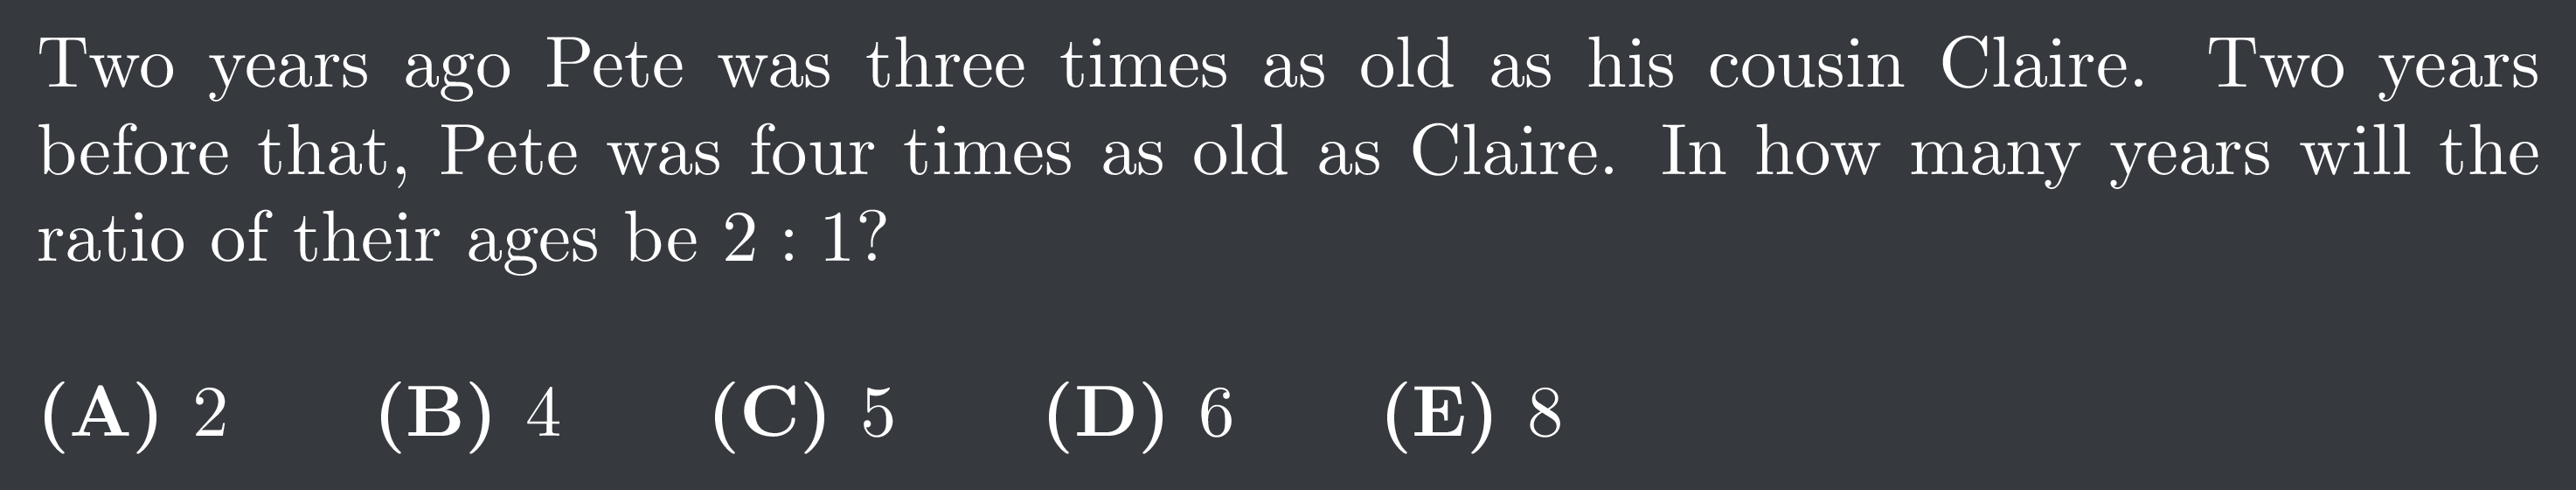 Two years ago Pete was three times as old as his cousin Claire. Two years
before that, Pete was four times as old as Claire. In how many years will the
ratio of their ages be 2 : 1?
(A) 2 (B) 4 (C) 5 (D) 6 (E) 8